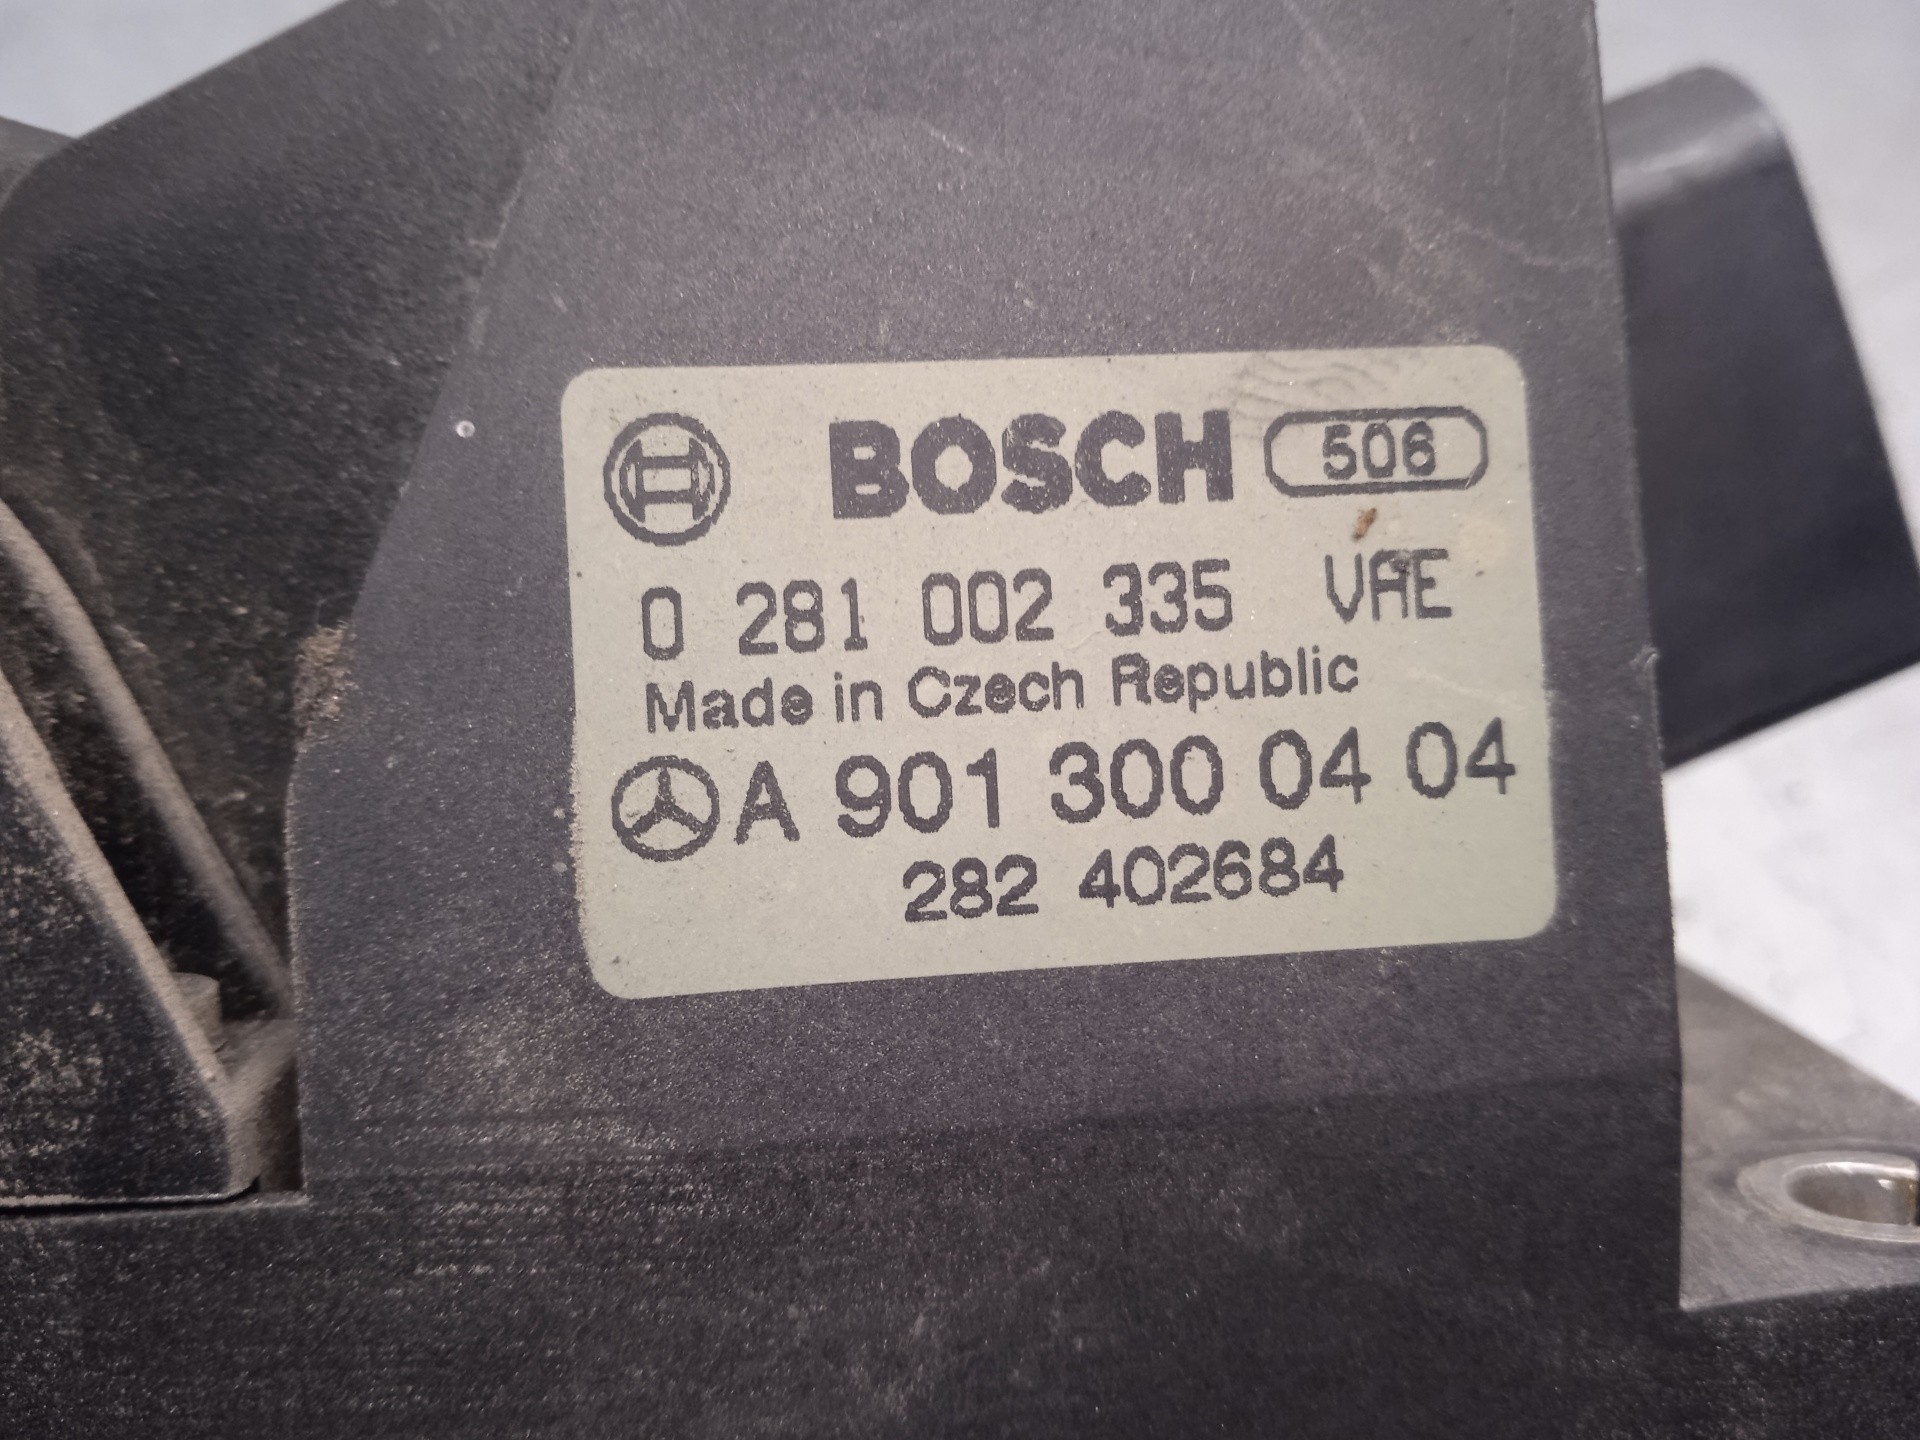 BOSCH 506
0 281 002 335 VAE
Made in Czech Republic
A 901 300 04 04
282 402684